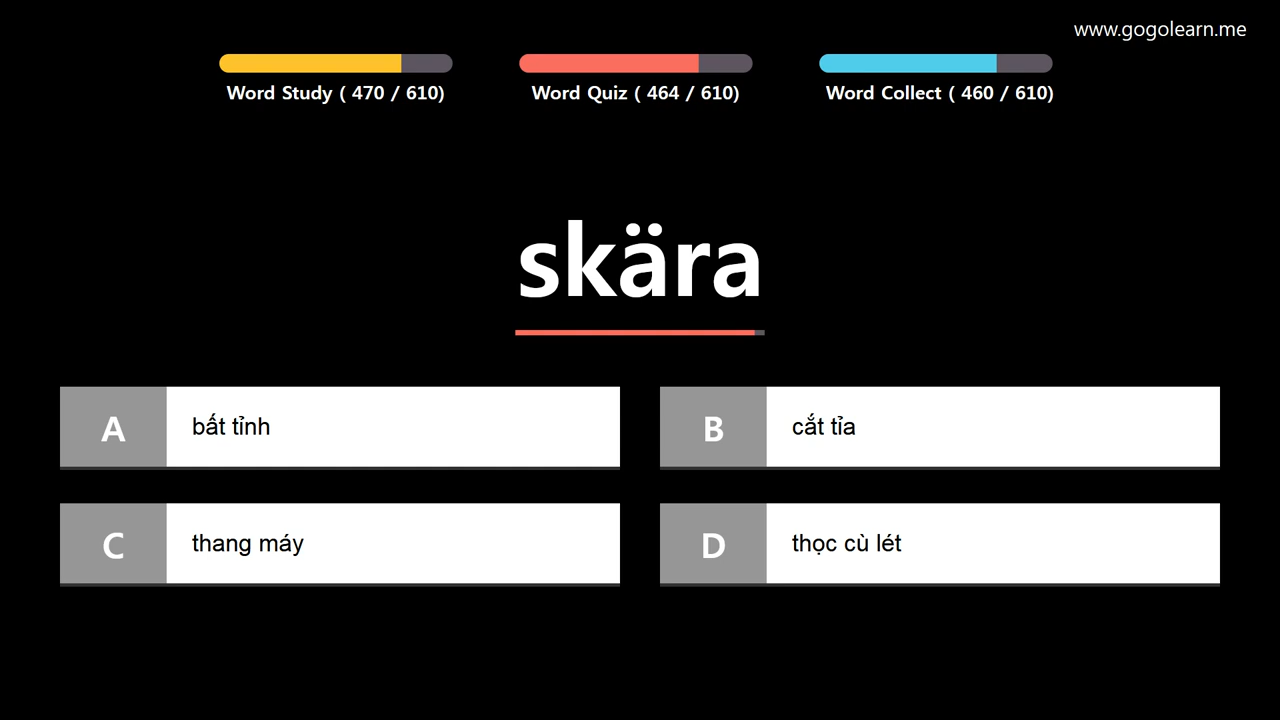 www.gogolearn.me
Word Study ( 470 / 610)
Word Quiz ( 464 / 610)
Word Collect ( 460 / 610)
skära
A bất tỉnh
B cắt tỉa
C thang máy
D thọc cù lét